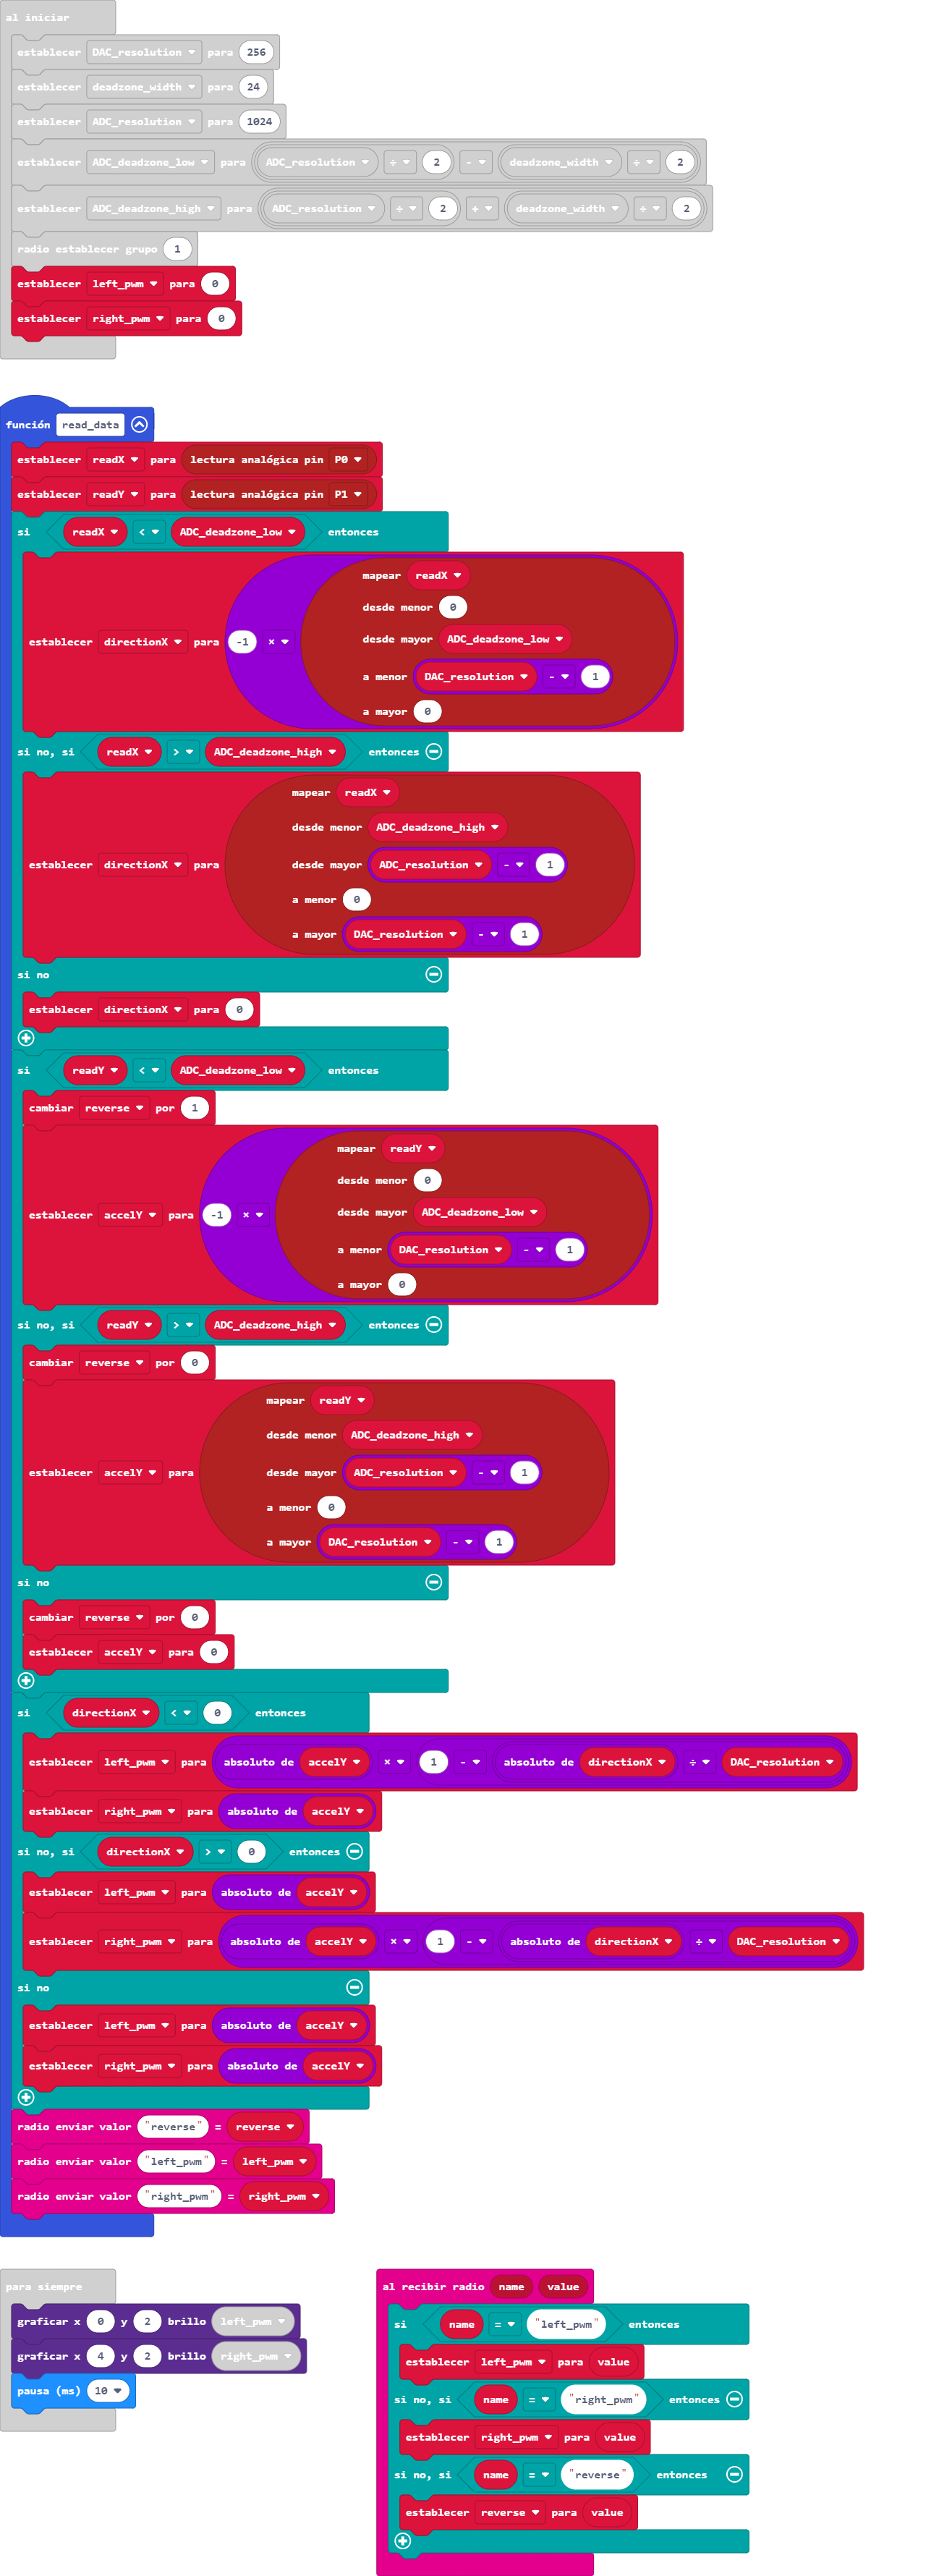 al iniciar
establecer DAC_resolution para 256
establecer deadzone_width para 24
establecer ADC_resolution para 1024
establecer ADC_deadzone_low para ADC_resolution ÷ 2 - deadzone_width ÷ 2
establecer ADC_deadzone_high para ADC_resolution ÷ 2 + deadzone_width ÷ 2
radio establecer grupo 1
establecer left_pwm para 0
establecer right_pwm para 0
función read_data
establecer readX para lectura analógica pin P0
establecer readY para lectura analógica pin P1
si readX < ADC_deadzone_low entonces
mapear readX
desde menor 0
desde mayor ADC_deadzone_low
establecer directionX para -1 ×
a menor DAC_resolution - 1
a mayor 0
si no, si readX > ADC_deadzone_high entonces
mapear readX
desde menor ADC_deadzone_high
establecer directionX para desde mayor ADC_resolution - 1
a menor 0
a mayor DAC_resolution - 1
si no
establecer directionX para 0
si readY < ADC_deadzone_low entonces
cambiar reverse por 1
mapear readY
desde menor 0
desde mayor ADC_deadzone_low
establecer accelY para -1 ×
a menor DAC_resolution - 1
a mayor 0
si no, si readY > ADC_deadzone_high entonces
cambiar reverse por 0
mapear readY
desde menor ADC_deadzone_high
establecer accelY para desde mayor ADC_resolution - 1
a menor 0
a mayor DAC_resolution - 1
si no
cambiar reverse por 0
establecer accelY para 0
si directionX < 0 entonces
establecer left_pwm para absoluto de accelY × 1 - absoluto de directionX ÷ DAC_resolution
establecer right_pwm para absoluto de accelY
si no, si directionX > 0 entonces
establecer left_pwm para absoluto de accelY
establecer right_pwm para absoluto de accelY × 1 - absoluto de directionX ÷ DAC_resolution
si no
establecer left_pwm para absoluto de accelY
establecer right_pwm para absoluto de accelY
radio enviar valor "reverse" = reverse
radio enviar valor "left_pwm" = left_pwm
radio enviar valor "right_pwm" = right_pwm
para siempre
graficar x 0 y 2 brillo left_pwm
graficar x 4 y 2 brillo right_pwm
pausa (ms) 10
al recibir radio name value
si name = "left_pwm" entonces
establecer left_pwm para value
si no, si name = "right_pwm" entonces
establecer right_pwm para value
si no, si name = "reverse" entonces
establecer reverse para value